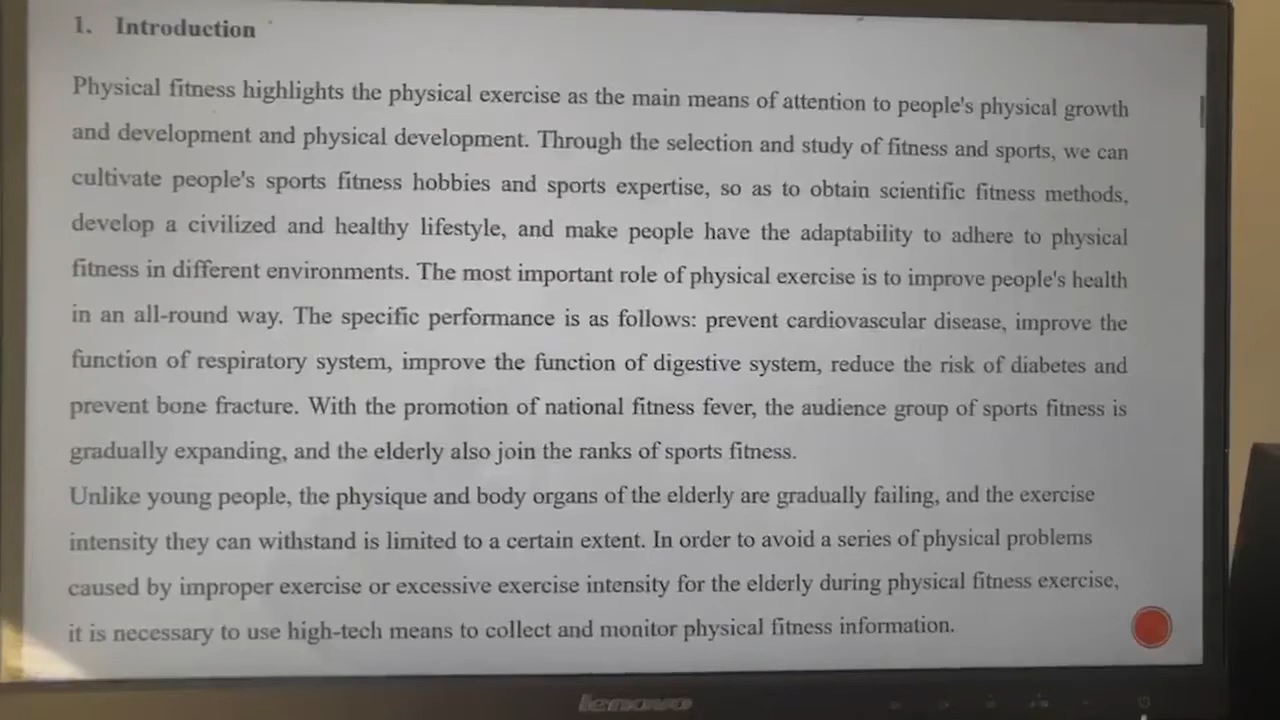 1. Introduction
Physical fitness highlights the physical exercise as the main means of attention to people's physical growth
and development and physical development. Through the selection and study of fitness and sports, we can
cultivate people's sports fitness hobbies and sports expertise, so as to obtain scientific fitness methods,
develop a civilized and healthy lifestyle, and make people have the adaptability to adhere to physical
fitness in different environments. The most important role of physical exercise is to improve people's health
in an all-round way. The specific performance is as follows: prevent cardiovascular disease, improve the
function of respiratory system, improve the function of digestive system, reduce the risk of diabetes and
prevent bone fracture. With the promotion of national fitness fever, the audience group of sports fitness is
gradually expanding, and the elderly also join the ranks of sports fitness.
Unlike young people, the physique and body organs of the elderly are gradually failing, and the exercise
intensity they can withstand is limited to a certain extent. In order to avoid a series of physical problems
caused by improper exercise or excessive exercise intensity for the elderly during physical fitness exercise,
it is necessary to use high-tech means to collect and monitor physical fitness information.
lenovo